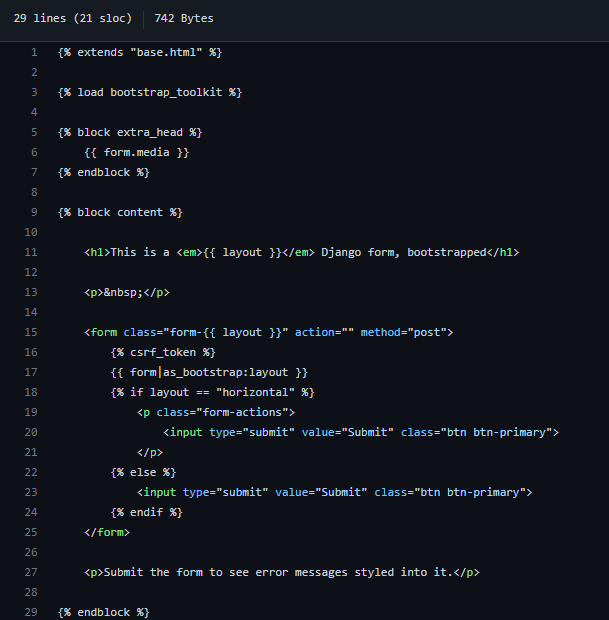 29 lines (21 sloc) 742 Bytes
1 {% extends "base.html" %}
2
3 {% load bootstrap_toolkit %}
4
5 {% block extra_head %}
6     {{ form.media }}
7 {% endblock %}
8
9 {% block content %}
10
11     <h1>This is a <em>{{ layout }}</em> Django form, bootstrapped</h1>
12
13     <p>&nbsp;</p>
14
15     <form class="form-{{ layout }}" action="" method="post">
16         {% csrf_token %}
17         {{ form|as_bootstrap:layout }}
18         {% if layout == "horizontal" %}
19             <p class="form-actions">
20                 <input type="submit" value="Submit" class="btn btn-primary">
21             </p>
22         {% else %}
23             <input type="submit" value="Submit" class="btn btn-primary">
24         {% endif %}
25     </form>
26
27     <p>Submit the form to see error messages styled into it.</p>
28
29 {% endblock %}